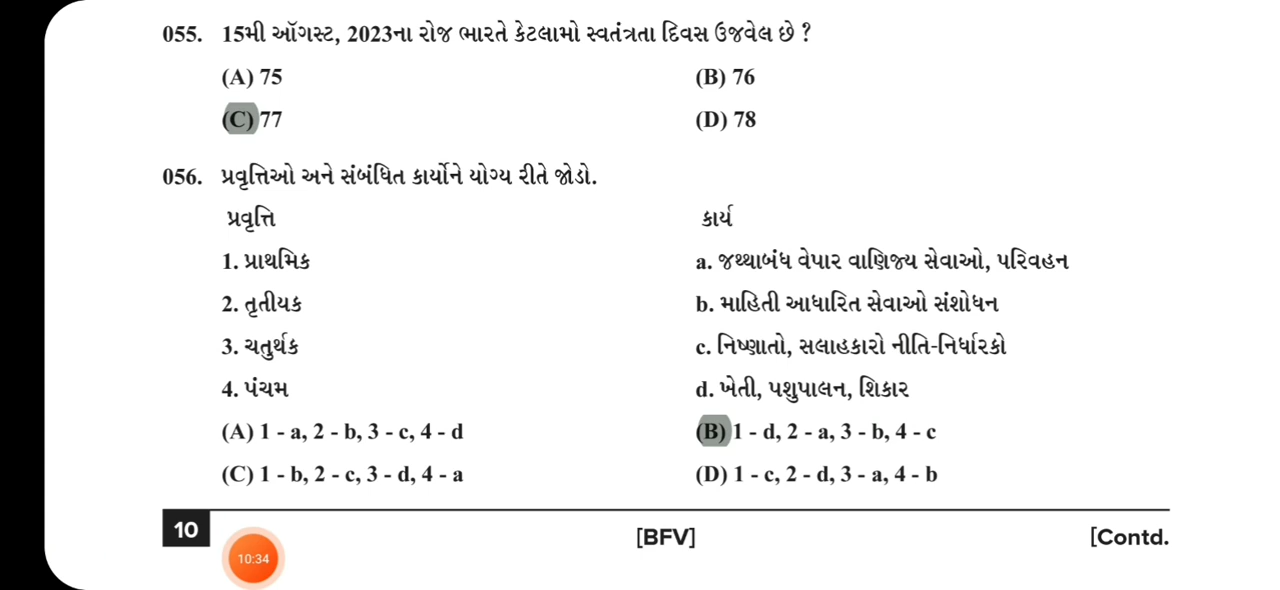 055. 15મી ઑગસ્ટ, 2023ના રોજ ભારતે કેટલામો સ્વતંત્રતા દિવસ ઉજવેલ છે ?
(A) 75 (B) 76
(C) 77 (D) 78
056. પ્રવૃત્તિઓ અને સંબંધિત કાર્યોને યોગ્ય રીતે જોડો.
પ્રવૃત્તિ કાર્ય
1. પ્રાથમિક a. જથ્થાબંધ વેપાર વાણિજ્ય સેવાઓ, પરિવહન
2. તૃતીયક b. માહિતી આધારિત સેવાઓ સંશોધન
3. ચતુર્થક c. નિષ્ણાતો, સલાહકારો નીતિ-નિર્ધારકો
4. પંચમ d. ખેતી, પશુપાલન, શિકાર
(A) 1 - a, 2 - b, 3 - c, 4 - d (B) 1 - d, 2 - a, 3 - b, 4 - c
(C) 1 - b, 2 - c, 3 - d, 4 - a (D) 1 - c, 2 - d, 3 - a, 4 - b
10 [BFV] [Contd.
10:34